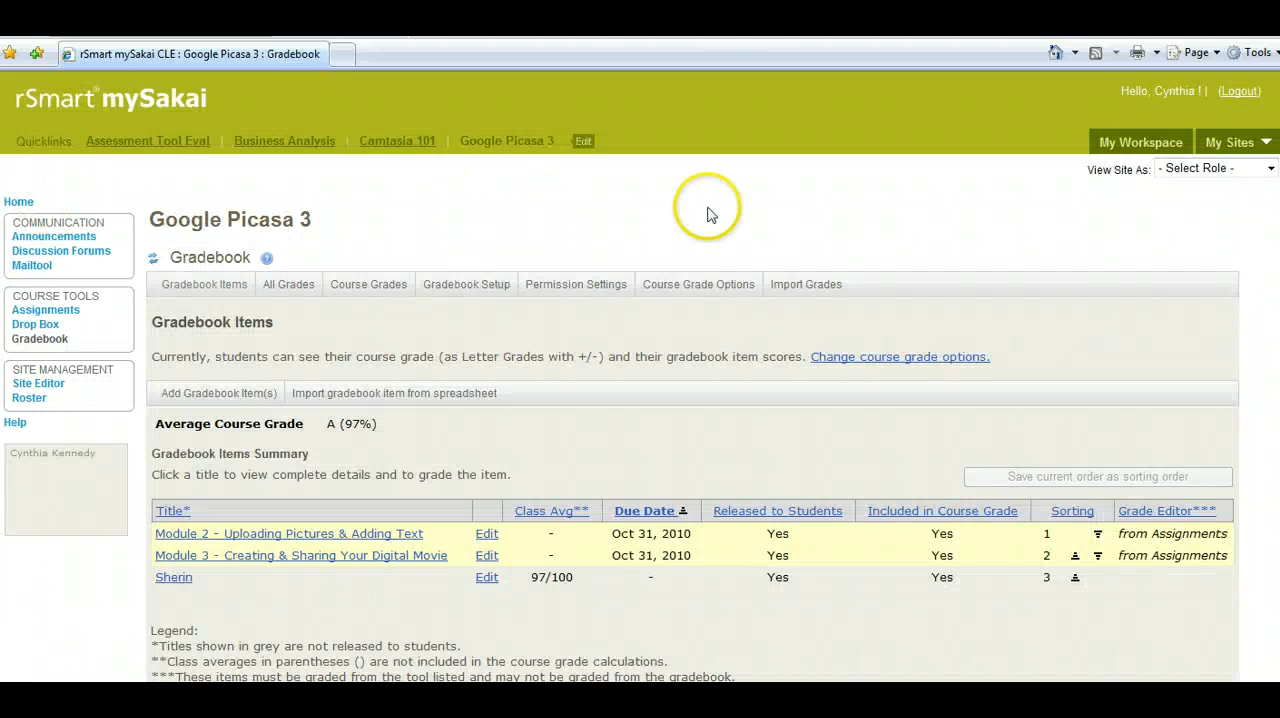 rSmart mySakai CLE : Google Picasa 3 : Gradebook
Page
Tools
rSmart mySakai
Hello, Cynthia ! | (Logout)
Quicklinks Assessment Tool Eval | Business Analysis | Camtasia 101 | Google Picasa 3 Edit
My Workspace
My Sites
View Site As: - Select Role -
Home
COMMUNICATION
Announcements
Discussion Forums
Mailtool
COURSE TOOLS
Assignments
Drop Box
Gradebook
SITE MANAGEMENT
Site Editor
Roster
Help
Cynthia Kennedy
Google Picasa 3
Gradebook ?
Gradebook Items | All Grades | Course Grades | Gradebook Setup | Permission Settings | Course Grade Options | Import Grades
Gradebook Items
Currently, students can see their course grade (as Letter Grades with +/-) and their gradebook item scores. Change course grade options.
Add Gradebook Item(s) | Import gradebook item from spreadsheet
Average Course Grade A (97%)
Gradebook Items Summary
Click a title to view complete details and to grade the item.
Save current order as sorting order
Title* Class Avg** Due Date Released to Students Included in Course Grade Sorting Grade Editor***
Module 2 - Uploading Pictures & Adding Text Edit - Oct 31, 2010 Yes Yes 1 from Assignments
Module 3 - Creating & Sharing Your Digital Movie Edit - Oct 31, 2010 Yes Yes 2 from Assignments
Sherin Edit 97/100 - Yes Yes 3
Legend:
*Titles shown in grey are not released to students.
**Class averages in parentheses () are not included in the course grade calculations.
***These items must be graded from the tool listed and may not be graded from the gradebook.